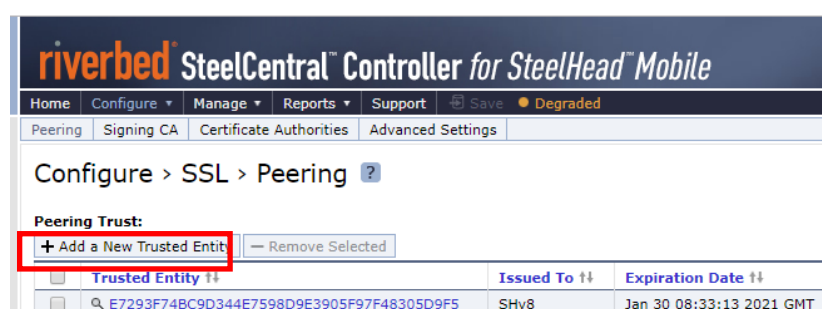 riverbed® SteelCentral™ Controller for SteelHead™ Mobile
Home Configure ▾ Manage ▾ Reports ▾ Support Save Degraded
Peering Signing CA Certificate Authorities Advanced Settings
Configure › SSL › Peering ?
Peering Trust:
+ Add a New Trusted Entity — Remove Selected
Trusted Entity Issued To Expiration Date
E7293F74BC9D344E7598D9E3905F97F48305D9F5 SHv8 Jan 30 08:33:13 2021 GMT